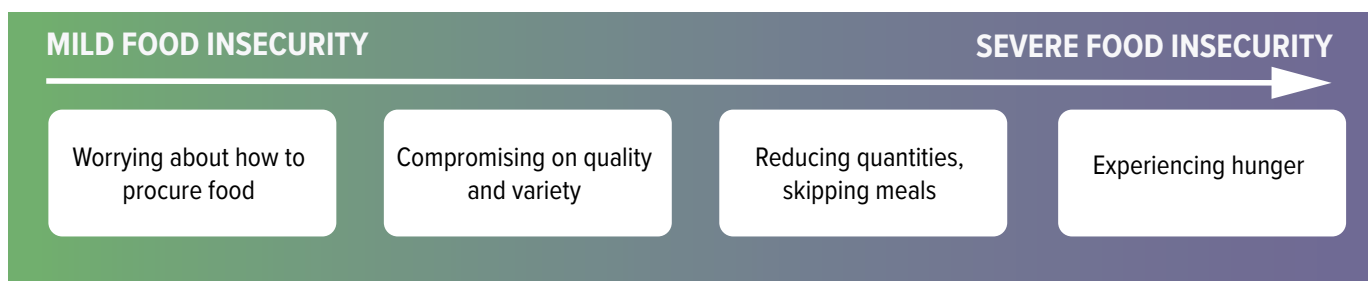 MILD FOOD INSECURITY
SEVERE FOOD INSECURITY
Worrying about how to
procure food
Compromising on quality
and variety
Reducing quantities,
skipping meals
Experiencing hunger